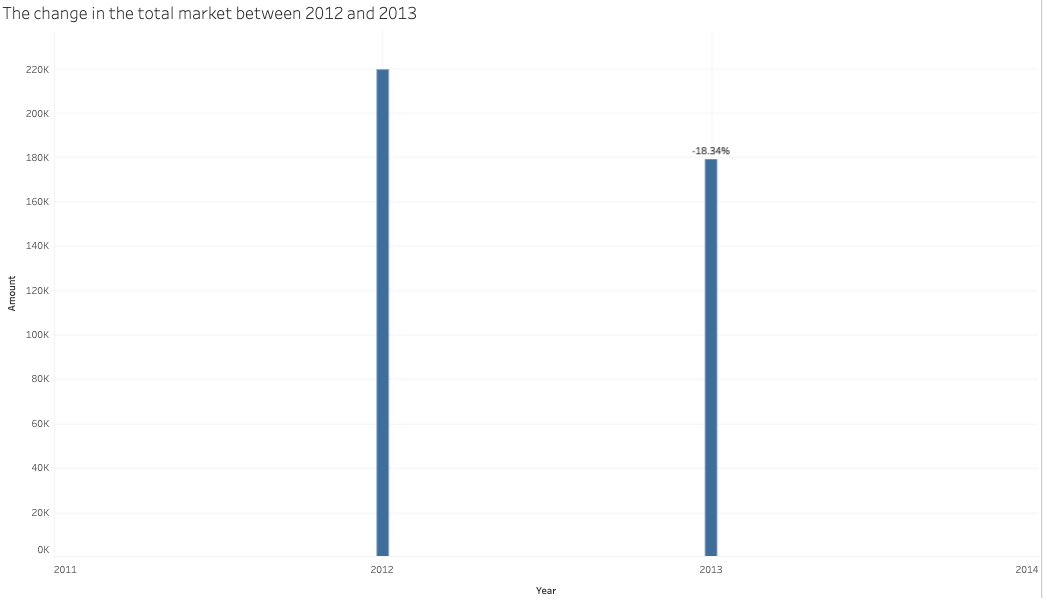 The change in the total market between 2012 and 2013
220K
200K
-18.34%
180K
160K
140K
120K
Amount
100K
80K
60K
40K
20K
0K
2011 2012 2013 2014
Year